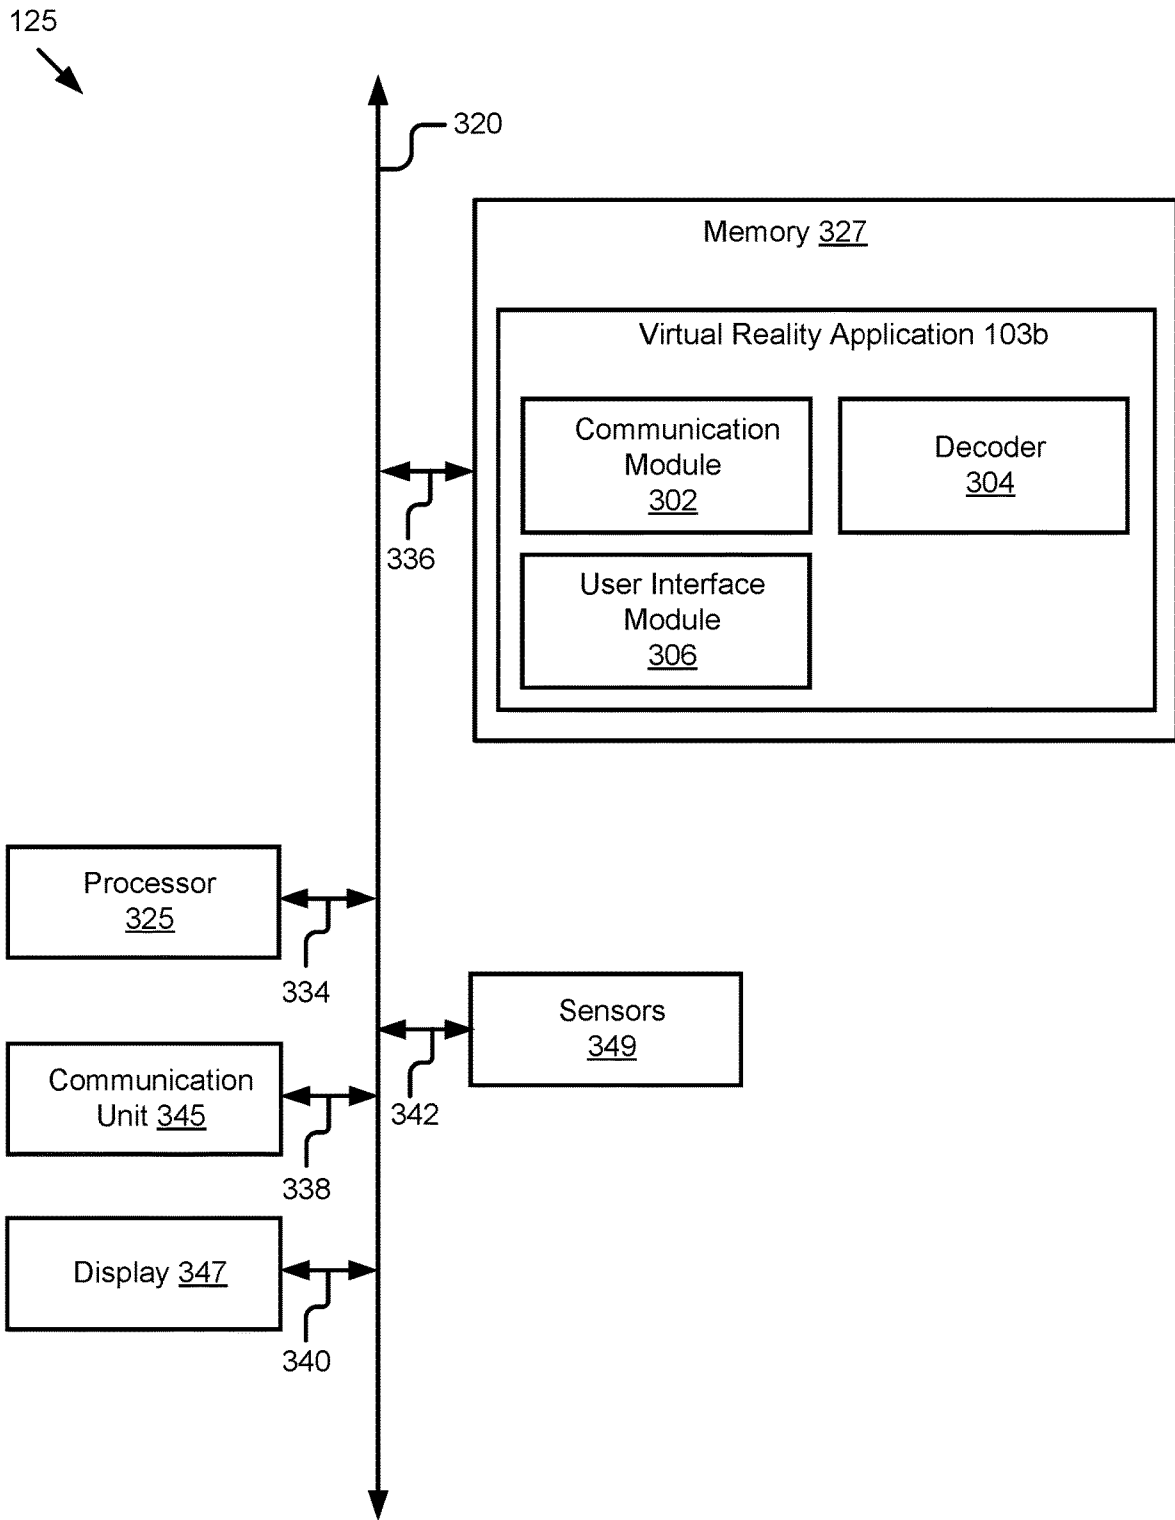 125
320
Memory 327
Virtual Reality Application 103b
Communication
Module
302
Decoder
304
336
User Interface
Module
306
Processor
325
334
Sensors
349
342
Communication
Unit 345
338
Display 347
340